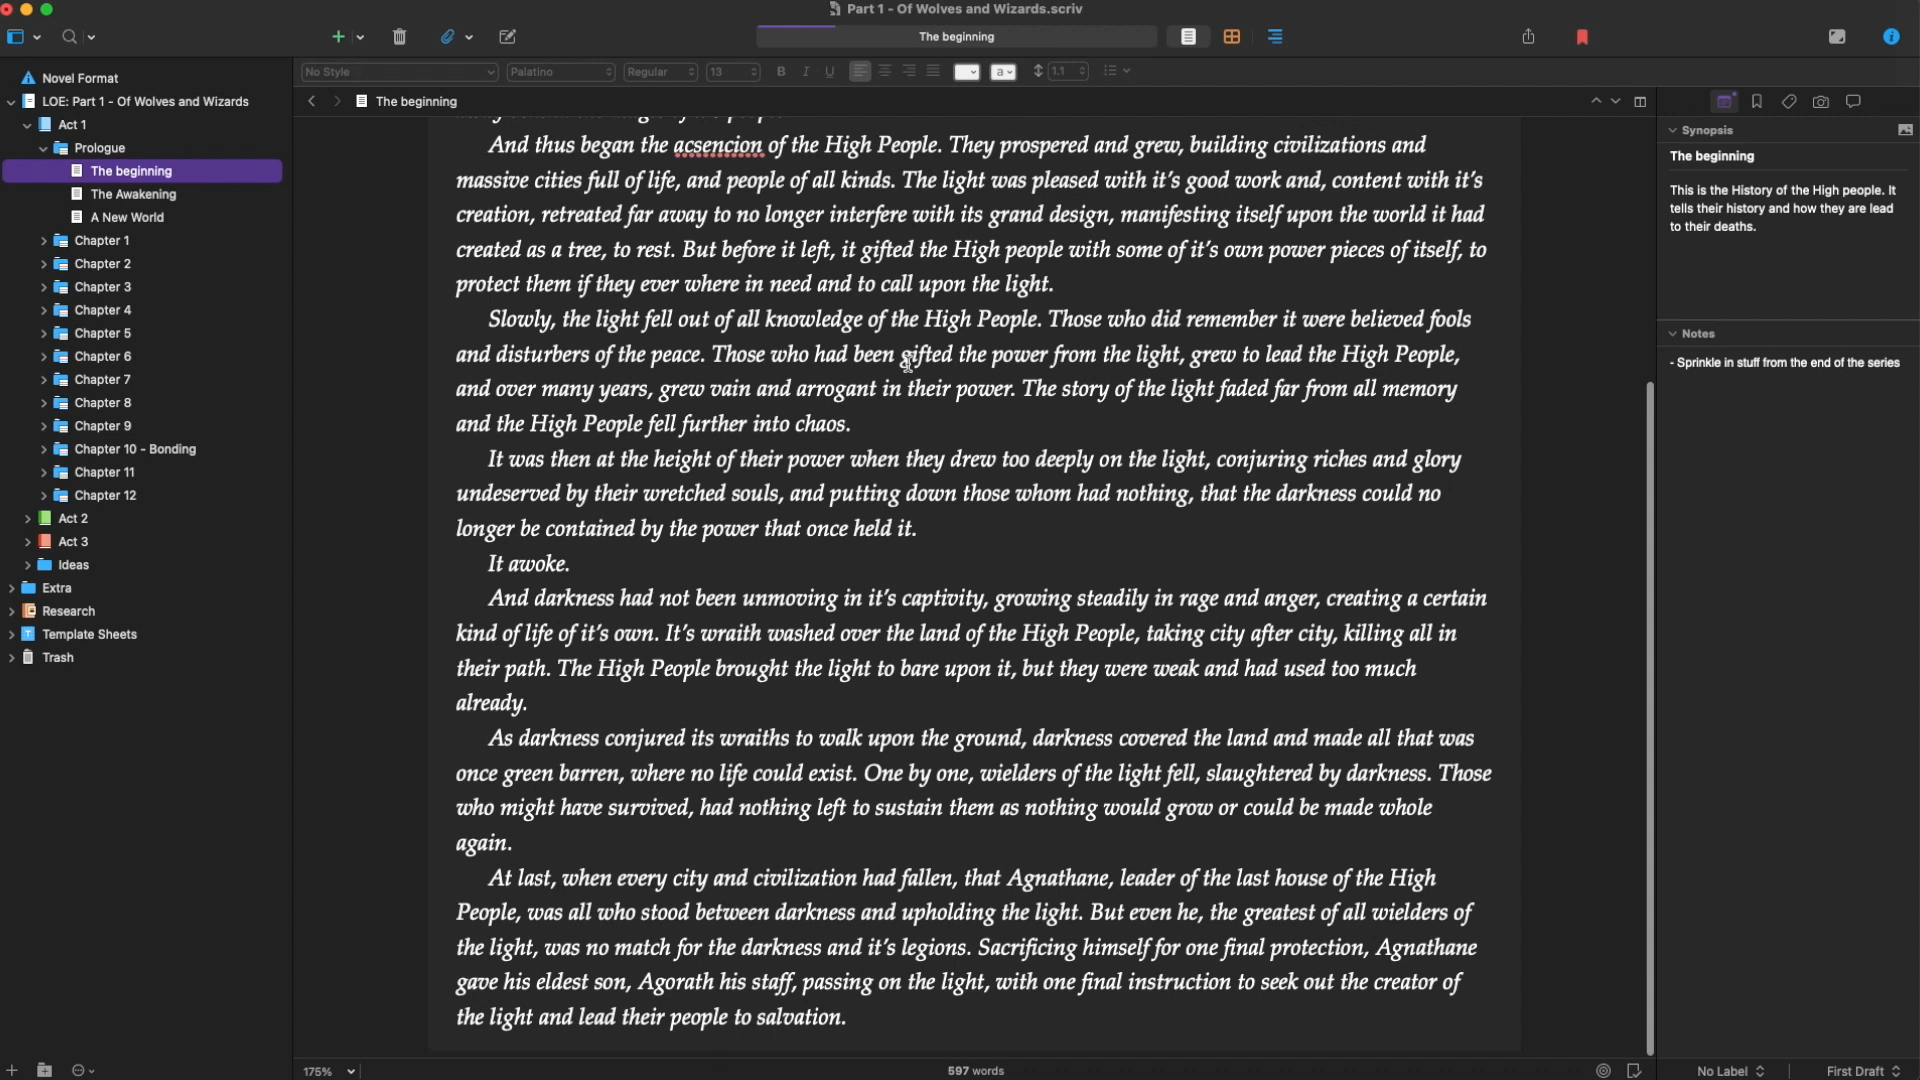 Part 1 - Of Wolves and Wizards.scriv
The beginning
No Style
Palatino
Regular
13
B
I
U
a
1.1
Novel Format
LOE: Part 1 - Of Wolves and Wizards
Act 1
Prologue
The beginning
The Awakening
A New World
Chapter 1
Chapter 2
Chapter 3
Chapter 4
Chapter 5
Chapter 6
Chapter 7
Chapter 8
Chapter 9
Chapter 10 - Bonding
Chapter 11
Chapter 12
Act 2
Act 3
Ideas
Extra
Research
Template Sheets
Trash
The beginning
And thus began the acsencion of the High People. They prospered and grew, building civilizations and
massive cities full of life, and people of all kinds. The light was pleased with it's good work and, content with it's
creation, retreated far away to no longer interfere with its grand design, manifesting itself upon the world it had
created as a tree, to rest. But before it left, it gifted the High people with some of it's own power pieces of itself, to
protect them if they ever where in need and to call upon the light.
Slowly, the light fell out of all knowledge of the High People. Those who did remember it were believed fools
and disturbers of the peace. Those who had been gifted the power from the light, grew to lead the High People,
and over many years, grew vain and arrogant in their power. The story of the light faded far from all memory
and the High People fell further into chaos.
It was then at the height of their power when they drew too deeply on the light, conjuring riches and glory
undeserved by their wretched souls, and putting down those whom had nothing, that the darkness could no
longer be contained by the power that once held it.
It awoke.
And darkness had not been unmoving in it's captivity, growing steadily in rage and anger, creating a certain
kind of life of it's own. It's wraith washed over the land of the High People, taking city after city, killing all in
their path. The High People brought the light to bare upon it, but they were weak and had used too much
already.
As darkness conjured its wraiths to walk upon the ground, darkness covered the land and made all that was
once green barren, where no life could exist. One by one, wielders of the light fell, slaughtered by darkness. Those
who might have survived, had nothing left to sustain them as nothing would grow or could be made whole
again.
At last, when every city and civilization had fallen, that Agnathane, leader of the last house of the High
People, was all who stood between darkness and upholding the light. But even he, the greatest of all wielders of
the light, was no match for the darkness and it's legions. Sacrificing himself for one final protection, Agnathane
gave his eldest son, Agorath his staff, passing on the light, with one final instruction to seek out the creator of
the light and lead their people to salvation.
175%
597 words
Synopsis
The beginning
This is the History of the High people. It
tells their history and how they are lead
to their deaths.
Notes
- Sprinkle in stuff from the end of the series
No Label
First Draft